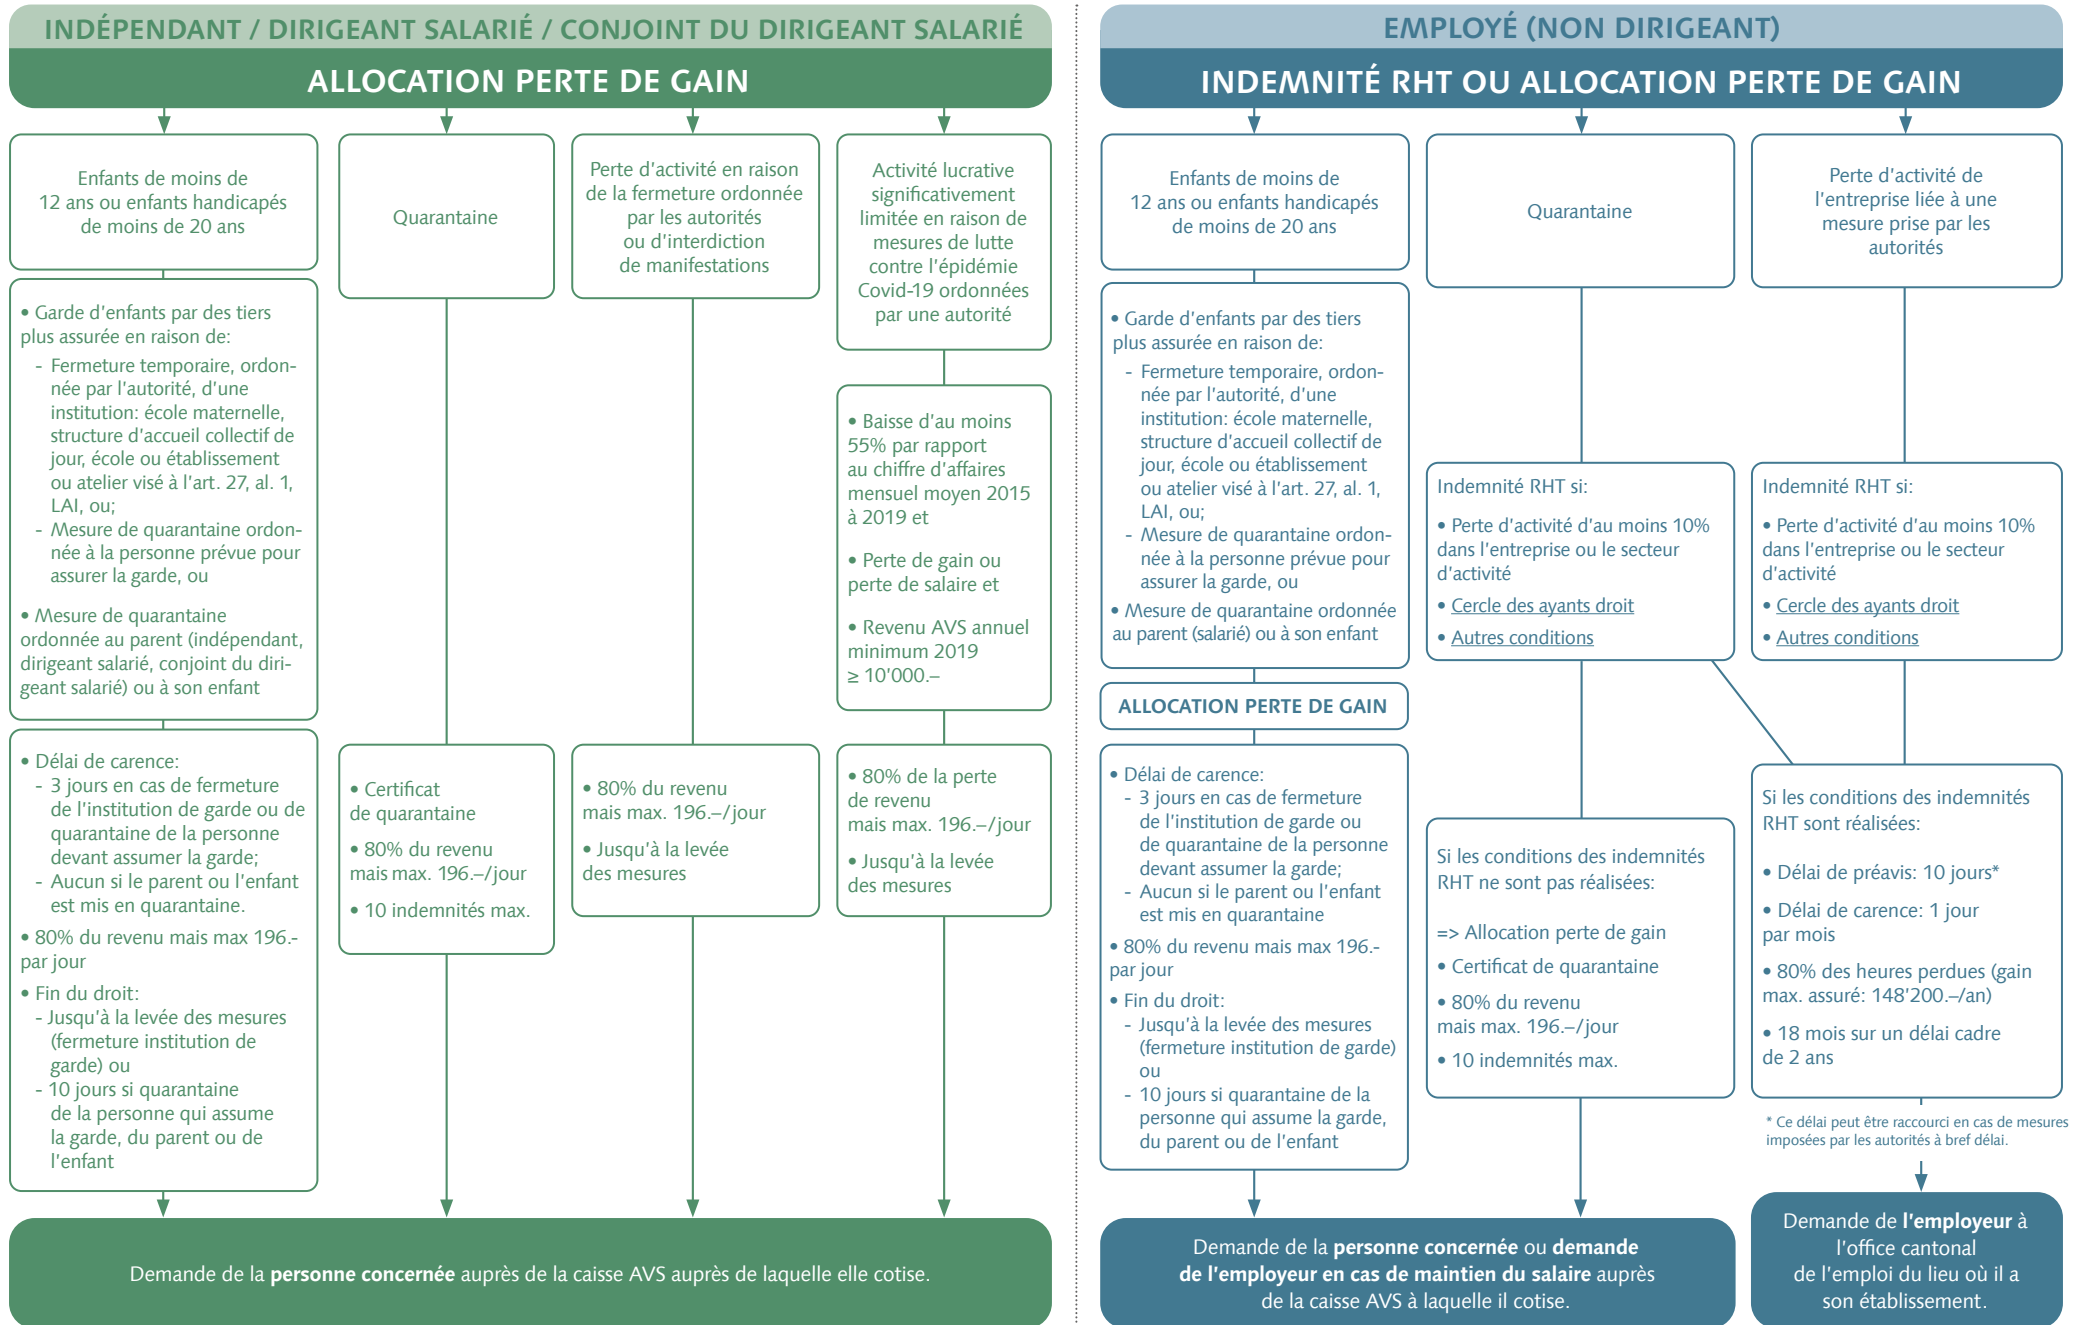 INDÉPENDANT / DIRIGEANT SALARIÉ / CONJOINT DU DIRIGEANT SALARIÉ
ALLOCATION PERTE DE GAIN
Enfants de moins de
12 ans ou enfants handicapés
de moins de 20 ans
• Garde d'enfants par des tiers
plus assurée en raison de:
- Fermeture temporaire, ordon-
née par l'autorité, d'une
institution: école maternelle,
structure d'accueil collectif de
jour, école ou établissement
ou atelier visé à l'art. 27, al. 1,
LAI, ou;
- Mesure de quarantaine ordon-
née à la personne prévue pour
assurer la garde, ou
• Mesure de quarantaine
ordonnée au parent (indépendant,
dirigeant salarié, conjoint du diri-
geant salarié) ou à son enfant
• Délai de carence:
- 3 jours en cas de fermeture
de l'institution de garde ou de
quarantaine de la personne
devant assumer la garde;
- Aucun si le parent ou l'enfant
est mis en quarantaine.
• 80% du revenu mais max 196.-
par jour
• Fin du droit:
- Jusqu'à la levée des mesures
(fermeture institution de
garde) ou
- 10 jours si quarantaine
de la personne qui assume
la garde, du parent ou de
l'enfant
Quarantaine
• Certificat
de quarantaine
• 80% du revenu
mais max. 196.–/jour
• 10 indemnités max.
Perte d'activité en raison
de la fermeture ordonnée
par les autorités
ou d'interdiction
de manifestations
• 80% du revenu
mais max. 196.–/jour
• Jusqu'à la levée
des mesures
Activité lucrative
significativement
limitée en raison de
mesures de lutte
contre l'épidémie
Covid-19 ordonnées
par une autorité
• Baisse d'au moins
55% par rapport
au chiffre d'affaires
mensuel moyen 2015
à 2019 et
• Perte de gain ou
perte de salaire et
• Revenu AVS annuel
minimum 2019
≥ 10'000.–
• 80% de la perte
de revenu
mais max. 196.–/jour
• Jusqu'à la levée
des mesures
Demande de la personne concernée auprès de la caisse AVS auprès de laquelle elle cotise.
EMPLOYÉ (NON DIRIGEANT)
INDEMNITÉ RHT OU ALLOCATION PERTE DE GAIN
Enfants de moins de
12 ans ou enfants handicapés
de moins de 20 ans
• Garde d'enfants par des tiers
plus assurée en raison de:
- Fermeture temporaire, ordon-
née par l'autorité, d'une
institution: école maternelle,
structure d'accueil collectif de
jour, école ou établissement
ou atelier visé à l'art. 27, al. 1,
LAI, ou;
- Mesure de quarantaine ordon-
née à la personne prévue pour
assurer la garde, ou
• Mesure de quarantaine ordonnée
au parent (salarié) ou à son enfant
ALLOCATION PERTE DE GAIN
• Délai de carence:
- 3 jours en cas de fermeture
de l'institution de garde ou
de quarantaine de la personne
devant assumer la garde;
- Aucun si le parent ou l'enfant
est mis en quarantaine
• 80% du revenu mais max 196.-
par jour
• Fin du droit:
- Jusqu'à la levée des mesures
(fermeture institution de garde)
ou
- 10 jours si quarantaine de la
personne qui assume la garde,
du parent ou de l'enfant
Quarantaine
Indemnité RHT si:
• Perte d'activité d'au moins 10%
dans l'entreprise ou le secteur
d'activité
• Cercle des ayants droit
• Autres conditions
Si les conditions des indemnités
RHT ne sont pas réalisées:
=> Allocation perte de gain
• Certificat de quarantaine
• 80% du revenu
mais max. 196.–/jour
• 10 indemnités max.
Demande de la personne concernée ou demande
de l'employeur en cas de maintien du salaire auprès
de la caisse AVS à laquelle il cotise.
Perte d'activité de
l'entreprise liée à une
mesure prise par les
autorités
Indemnité RHT si:
• Perte d'activité d'au moins 10%
dans l'entreprise ou le secteur
d'activité
• Cercle des ayants droit
• Autres conditions
Si les conditions des indemnités
RHT sont réalisées:
• Délai de préavis: 10 jours*
• Délai de carence: 1 jour
par mois
• 80% des heures perdues (gain
max. assuré: 148'200.–/an)
• 18 mois sur un délai cadre
de 2 ans
* Ce délai peut être raccourci en cas de mesures
imposées par les autorités à bref délai.
Demande de l'employeur à
l'office cantonal
de l'emploi du lieu où il a
son établissement.